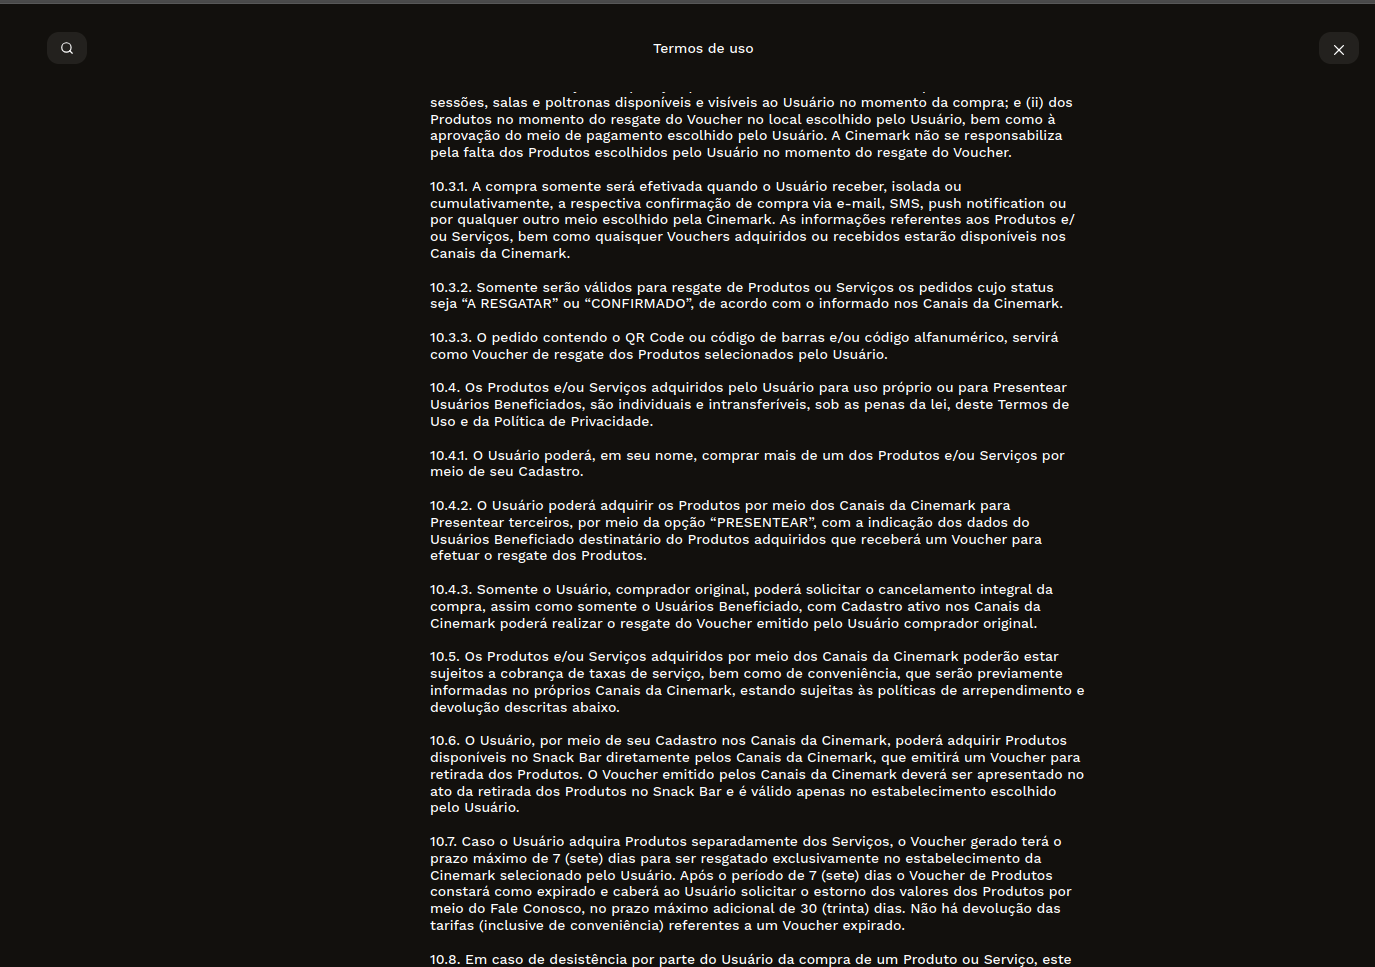 Termos de uso
sessões, salas e poltronas disponíveis e visíveis ao Usuário no momento da compra; e (ii) dos
Produtos no momento do resgate do Voucher no local escolhido pelo Usuário, bem como à
aprovação do meio de pagamento escolhido pelo Usuário. A Cinemark não se responsabiliza
pela falta dos Produtos escolhidos pelo Usuário no momento do resgate do Voucher.
10.3.1. A compra somente será efetivada quando o Usuário receber, isolada ou
cumulativamente, a respectiva confirmação de compra via e-mail, SMS, push notification ou
por qualquer outro meio escolhido pela Cinemark. As informações referentes aos Produtos e/
ou Serviços, bem como quaisquer Vouchers adquiridos ou recebidos estarão disponíveis nos
Canais da Cinemark.
10.3.2. Somente serão válidos para resgate de Produtos ou Serviços os pedidos cujo status
seja “A RESGATAR” ou “CONFIRMADO”, de acordo com o informado nos Canais da Cinemark.
10.3.3. O pedido contendo o QR Code ou código de barras e/ou código alfanumérico, servirá
como Voucher de resgate dos Produtos selecionados pelo Usuário.
10.4. Os Produtos e/ou Serviços adquiridos pelo Usuário para uso próprio ou para Presentear
Usuários Beneficiados, são individuais e intransferíveis, sob as penas da lei, deste Termos de
Uso e da Política de Privacidade.
10.4.1. O Usuário poderá, em seu nome, comprar mais de um dos Produtos e/ou Serviços por
meio de seu Cadastro.
10.4.2. O Usuário poderá adquirir os Produtos por meio dos Canais da Cinemark para
Presentear terceiros, por meio da opção “PRESENTEAR”, com a indicação dos dados do
Usuários Beneficiado destinatário do Produtos adquiridos que receberá um Voucher para
efetuar o resgate dos Produtos.
10.4.3. Somente o Usuário, comprador original, poderá solicitar o cancelamento integral da
compra, assim como somente o Usuários Beneficiado, com Cadastro ativo nos Canais da
Cinemark poderá realizar o resgate do Voucher emitido pelo Usuário comprador original.
10.5. Os Produtos e/ou Serviços adquiridos por meio dos Canais da Cinemark poderão estar
sujeitos a cobrança de taxas de serviço, bem como de conveniência, que serão previamente
informadas no próprios Canais da Cinemark, estando sujeitas às políticas de arrependimento e
devolução descritas abaixo.
10.6. O Usuário, por meio de seu Cadastro nos Canais da Cinemark, poderá adquirir Produtos
disponíveis no Snack Bar diretamente pelos Canais da Cinemark, que emitirá um Voucher para
retirada dos Produtos. O Voucher emitido pelos Canais da Cinemark deverá ser apresentado no
ato da retirada dos Produtos no Snack Bar e é válido apenas no estabelecimento escolhido
pelo Usuário.
10.7. Caso o Usuário adquira Produtos separadamente dos Serviços, o Voucher gerado terá o
prazo máximo de 7 (sete) dias para ser resgatado exclusivamente no estabelecimento da
Cinemark selecionado pelo Usuário. Após o período de 7 (sete) dias o Voucher de Produtos
constará como expirado e caberá ao Usuário solicitar o estorno dos valores dos Produtos por
meio do Fale Conosco, no prazo máximo adicional de 30 (trinta) dias. Não há devolução das
tarifas (inclusive de conveniência) referentes a um Voucher expirado.
10.8. Em caso de desistência por parte do Usuário da compra de um Produto ou Serviço, este